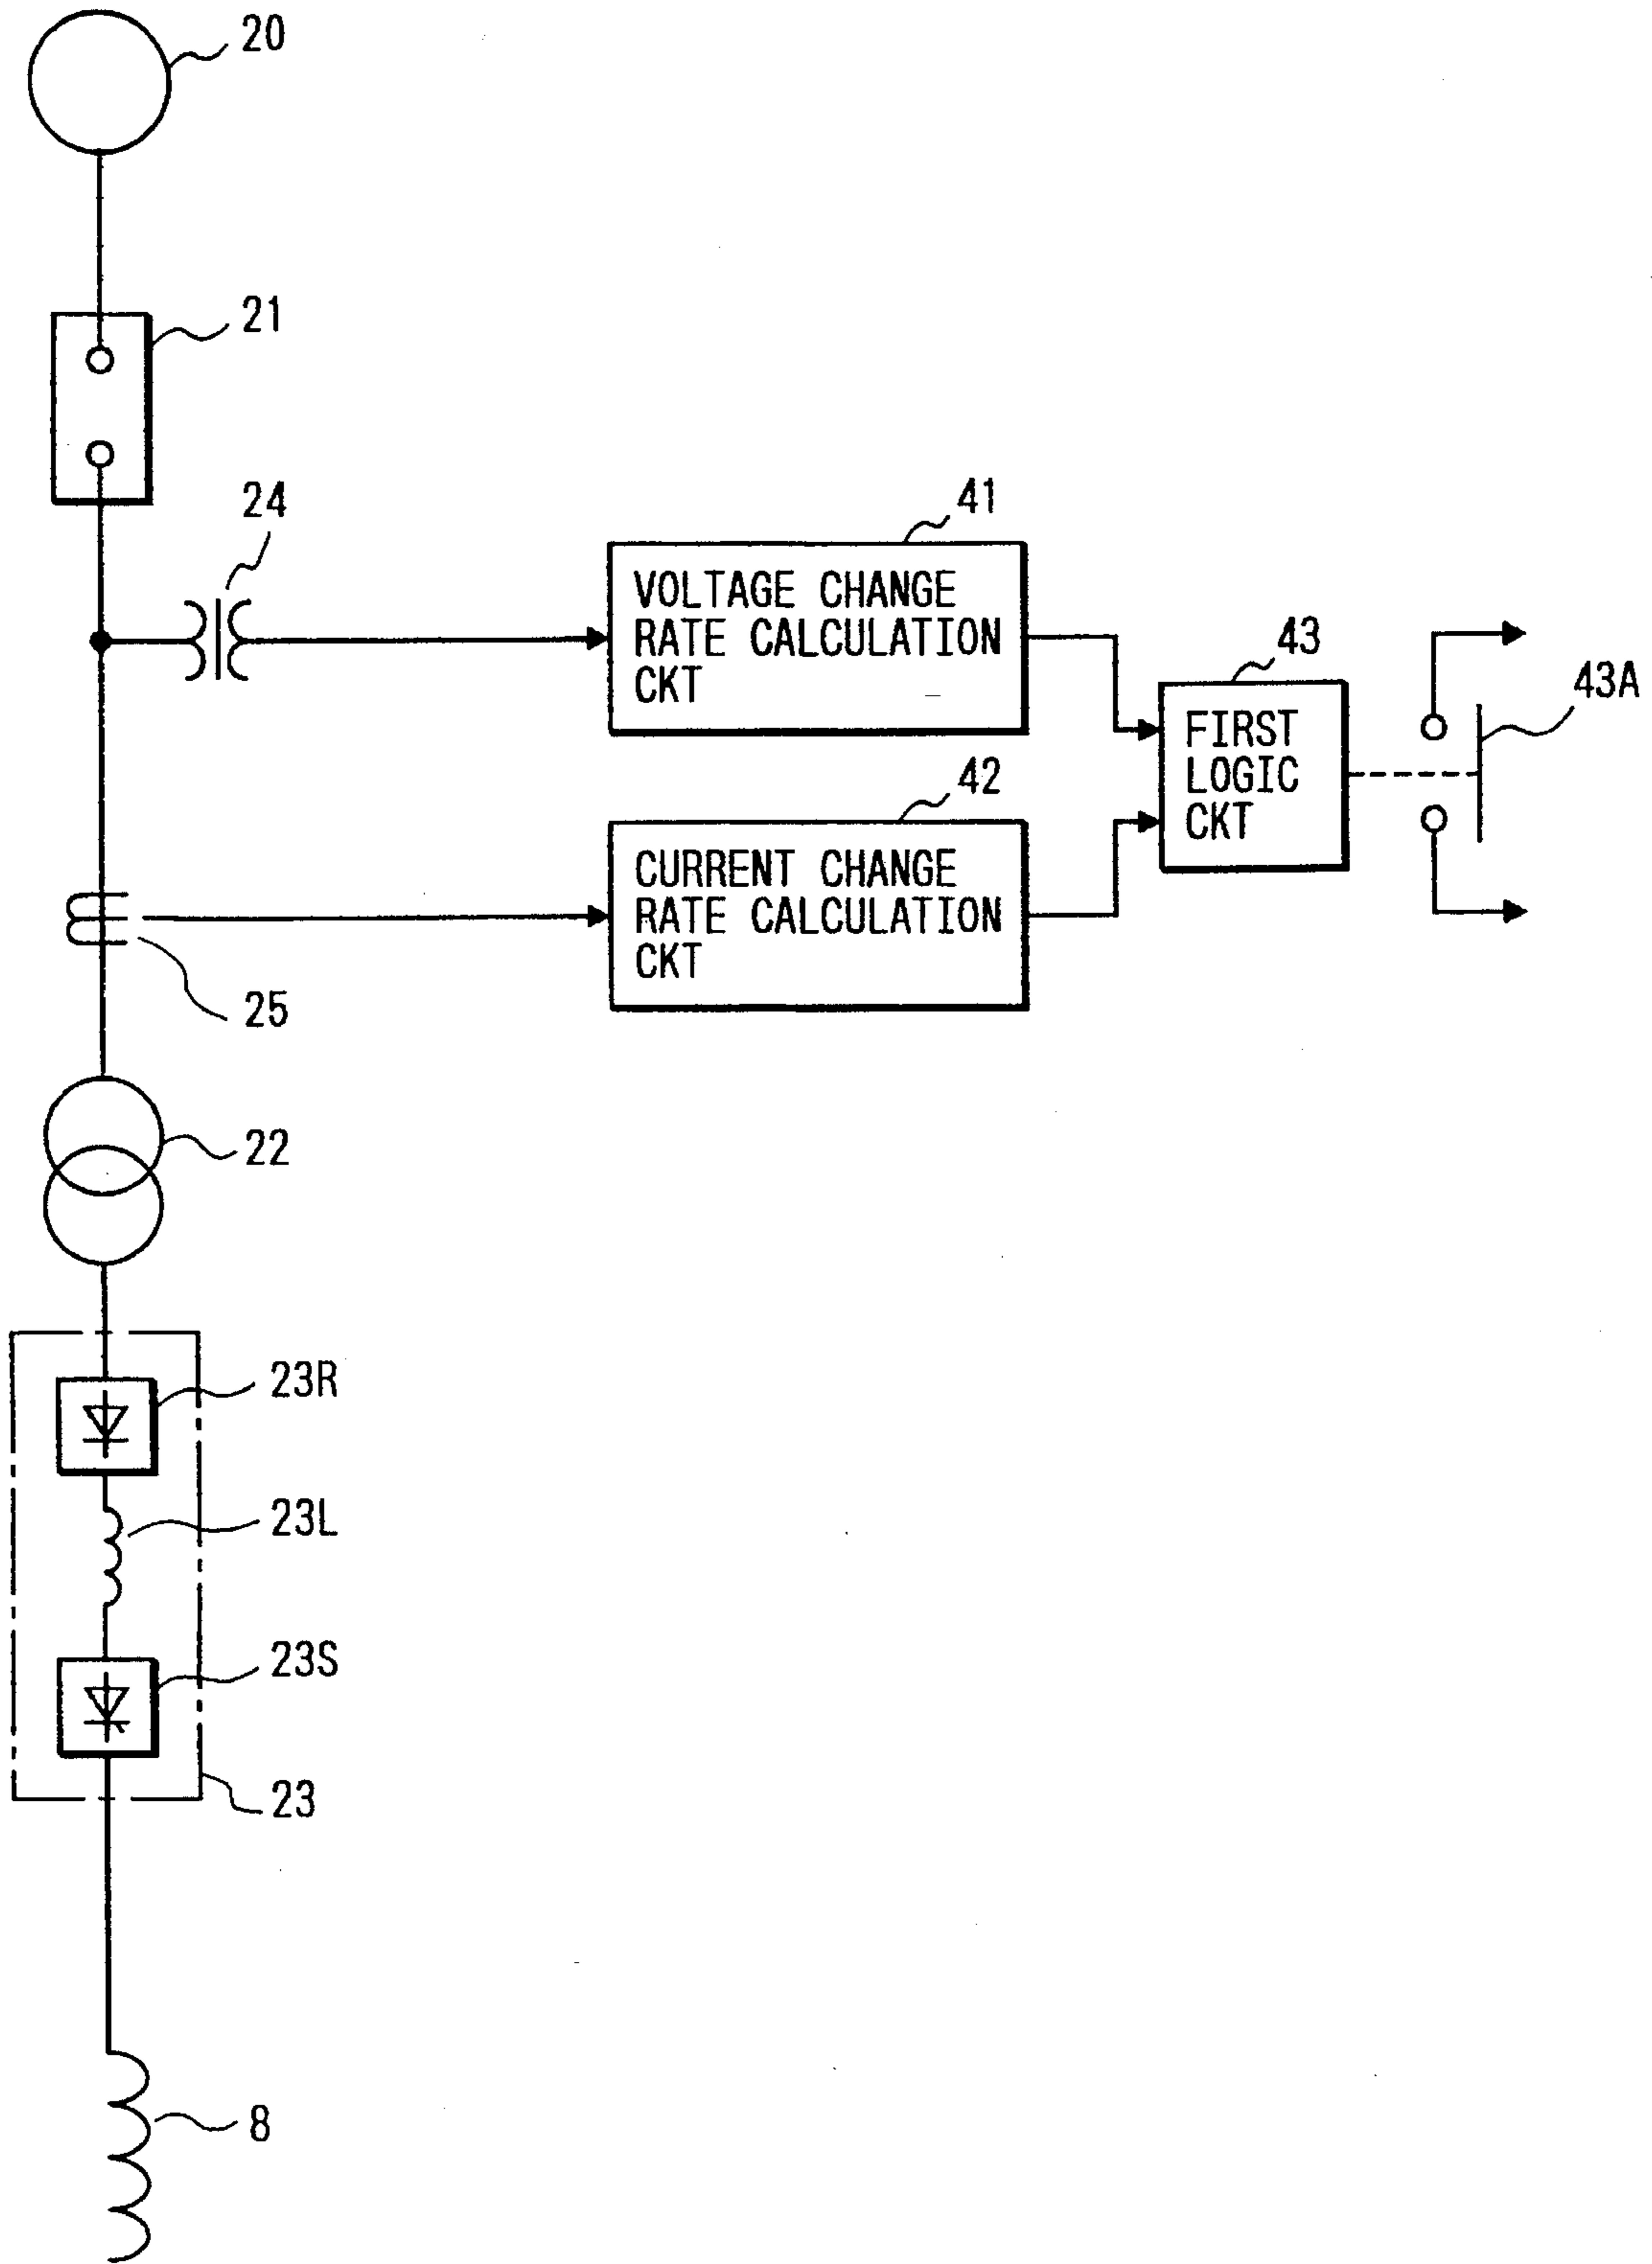 20
21
24
41
VOLTAGE CHANGE
RATE CALCULATION
CKT
43
43A
FIRST
LOGIC
CKT
42
CURRENT CHANGE
RATE CALCULATION
CKT
25
22
23R
23L
23S
23
8